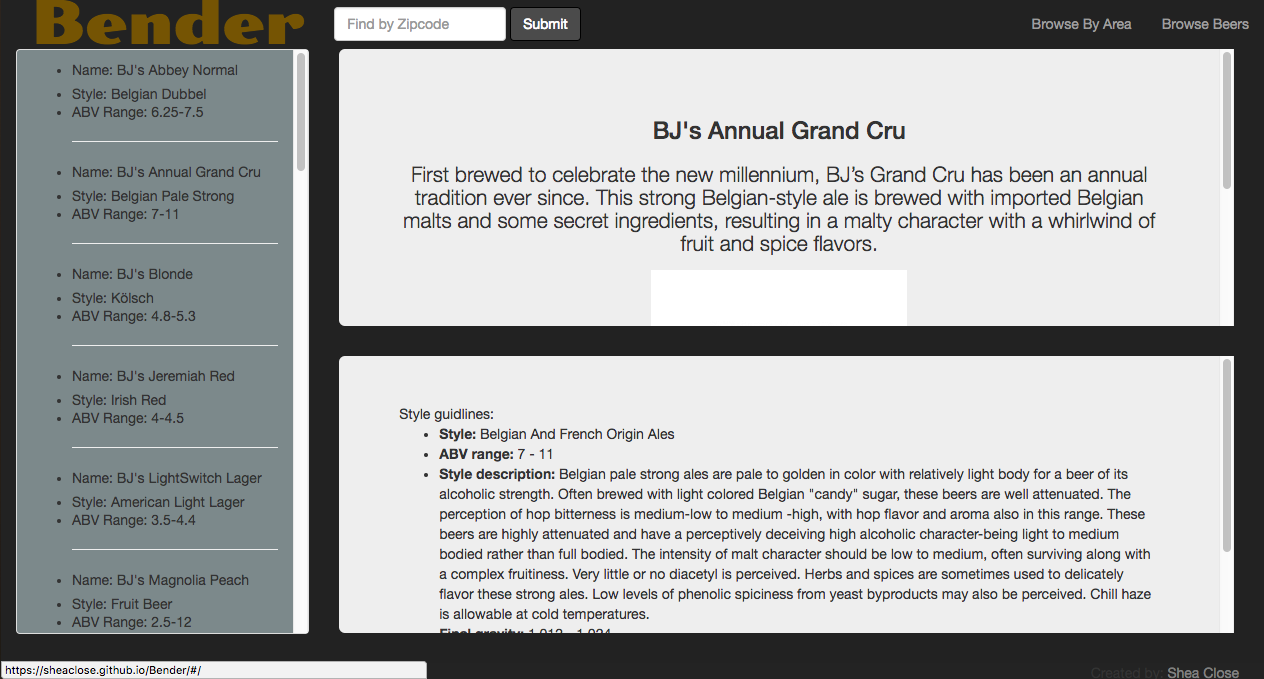 Bender
Find by Zipcode
Submit
Browse By Area
Browse Beers
Name: BJ's Abbey Normal
Style: Belgian Dubbel
ABV Range: 6.25-7.5
Name: BJ's Annual Grand Cru
Style: Belgian Pale Strong
ABV Range: 7-11
Name: BJ's Blonde
Style: Kölsch
ABV Range: 4.8-5.3
Name: BJ's Jeremiah Red
Style: Irish Red
ABV Range: 4-4.5
Name: BJ's LightSwitch Lager
Style: American Light Lager
ABV Range: 3.5-4.4
Name: BJ's Magnolia Peach
Style: Fruit Beer
ABV Range: 2.5-12
BJ's Annual Grand Cru
First brewed to celebrate the new millennium, BJ’s Grand Cru has been an annual
tradition ever since. This strong Belgian-style ale is brewed with imported Belgian
malts and some secret ingredients, resulting in a malty character with a whirlwind of
fruit and spice flavors.
Style guidlines:
Style: Belgian And French Origin Ales
ABV range: 7 - 11
Style description: Belgian pale strong ales are pale to golden in color with relatively light body for a beer of its
alcoholic strength. Often brewed with light colored Belgian "candy" sugar, these beers are well attenuated. The
perception of hop bitterness is medium-low to medium -high, with hop flavor and aroma also in this range. These
beers are highly attenuated and have a perceptively deceiving high alcoholic character-being light to medium
bodied rather than full bodied. The intensity of malt character should be low to medium, often surviving along with
a complex fruitiness. Very little or no diacetyl is perceived. Herbs and spices are sometimes used to delicately
flavor these strong ales. Low levels of phenolic spiciness from yeast byproducts may also be perceived. Chill haze
is allowable at cold temperatures.
Final gravity: 1.012 - 1.024
https://sheaclose.github.io/Bender/#/
Created by: Shea Close